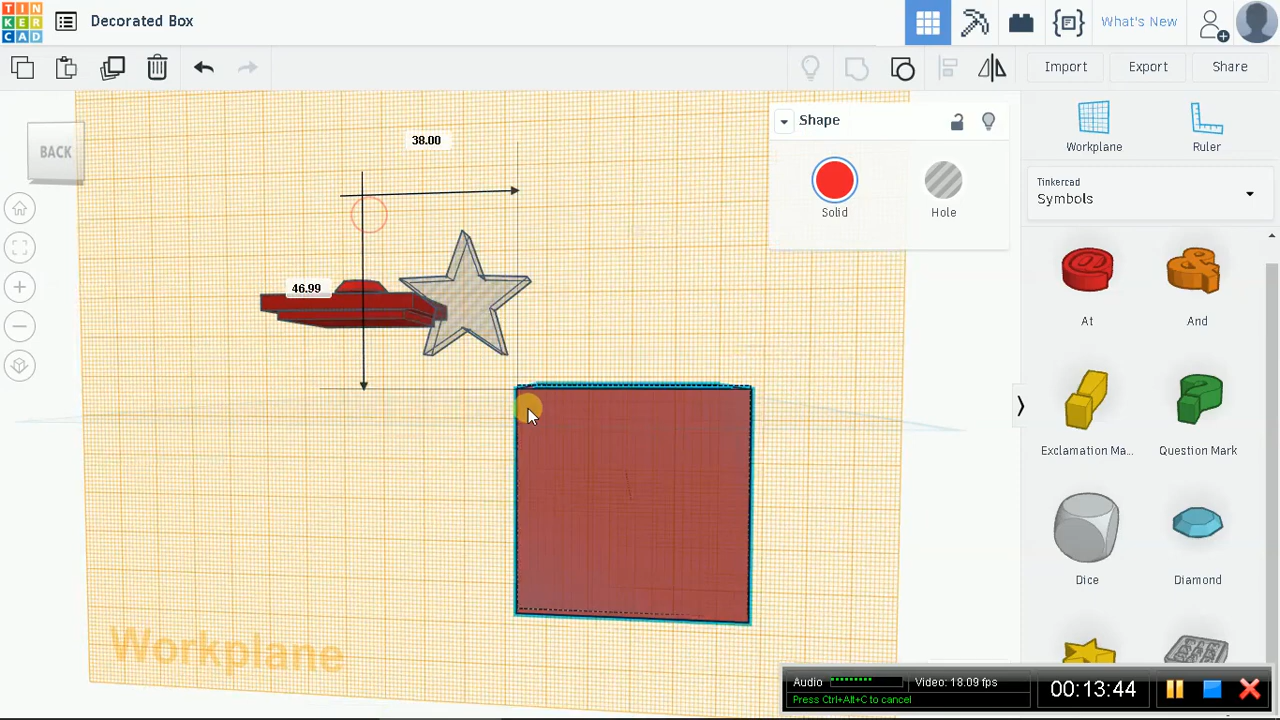 TIN
KER
CAD
Decorated Box
What's New
Import
Export
Share
BACK
38.00
46.99
Shape
Solid
Hole
Workplane
Ruler
Tinkercad
Symbols
At
And
Exclamation Ma...
Question Mark
Dice
Diamond
Workplane
Audio
Video: 18.09 fps
Press Ctrl+Alt+C to cancel
00:13:44